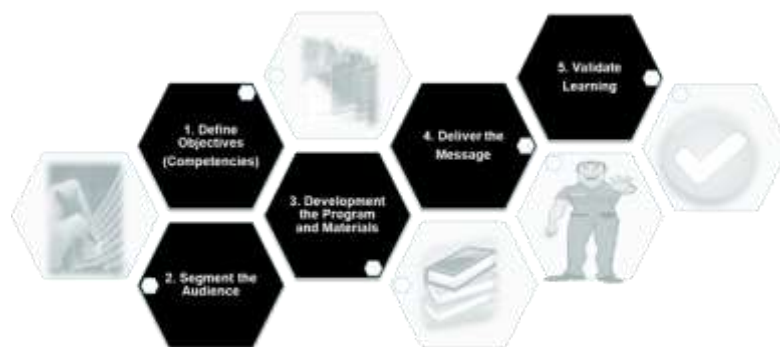 1. Define
Objectives
(Competencies)
2. Segment the
Audience
3. Development
the Program
and Materials
4. Deliver the
Message
5. Validate
Learning